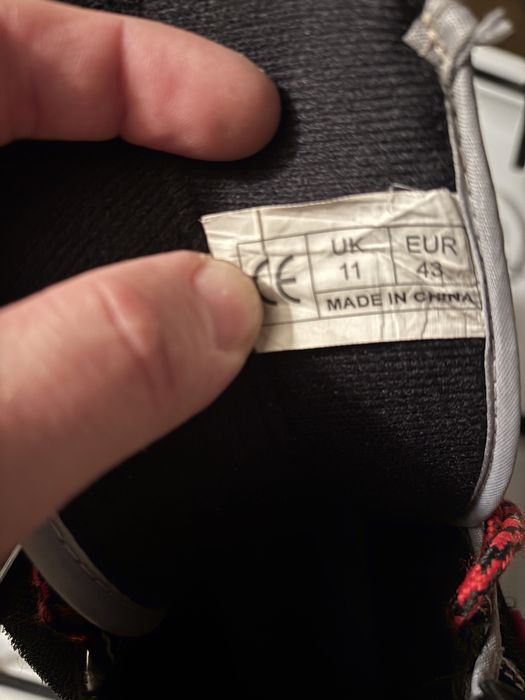 CE
UK EUR
11 43
MADE IN CHINA